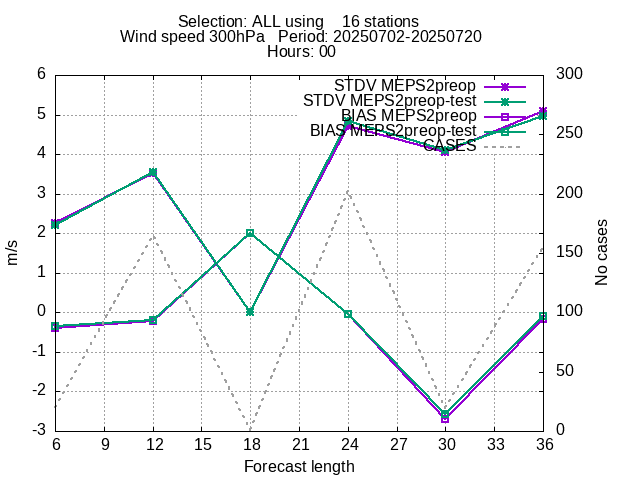 Selection: ALL using    16 stations
Wind speed 300hPa   Period: 20250702-20250720
Hours: 00
6
5
4
3
2
1
0
-1
-2
-3
300
250
200
150
100
50
0
STDV MEPS2preop
STDV MEPS2preop-test
BIAS MEPS2preop
BIAS MEPS2preop-test
CASES
m/s
No cases
6 9 12 15 18 21 24 27 30 33 36
Forecast length